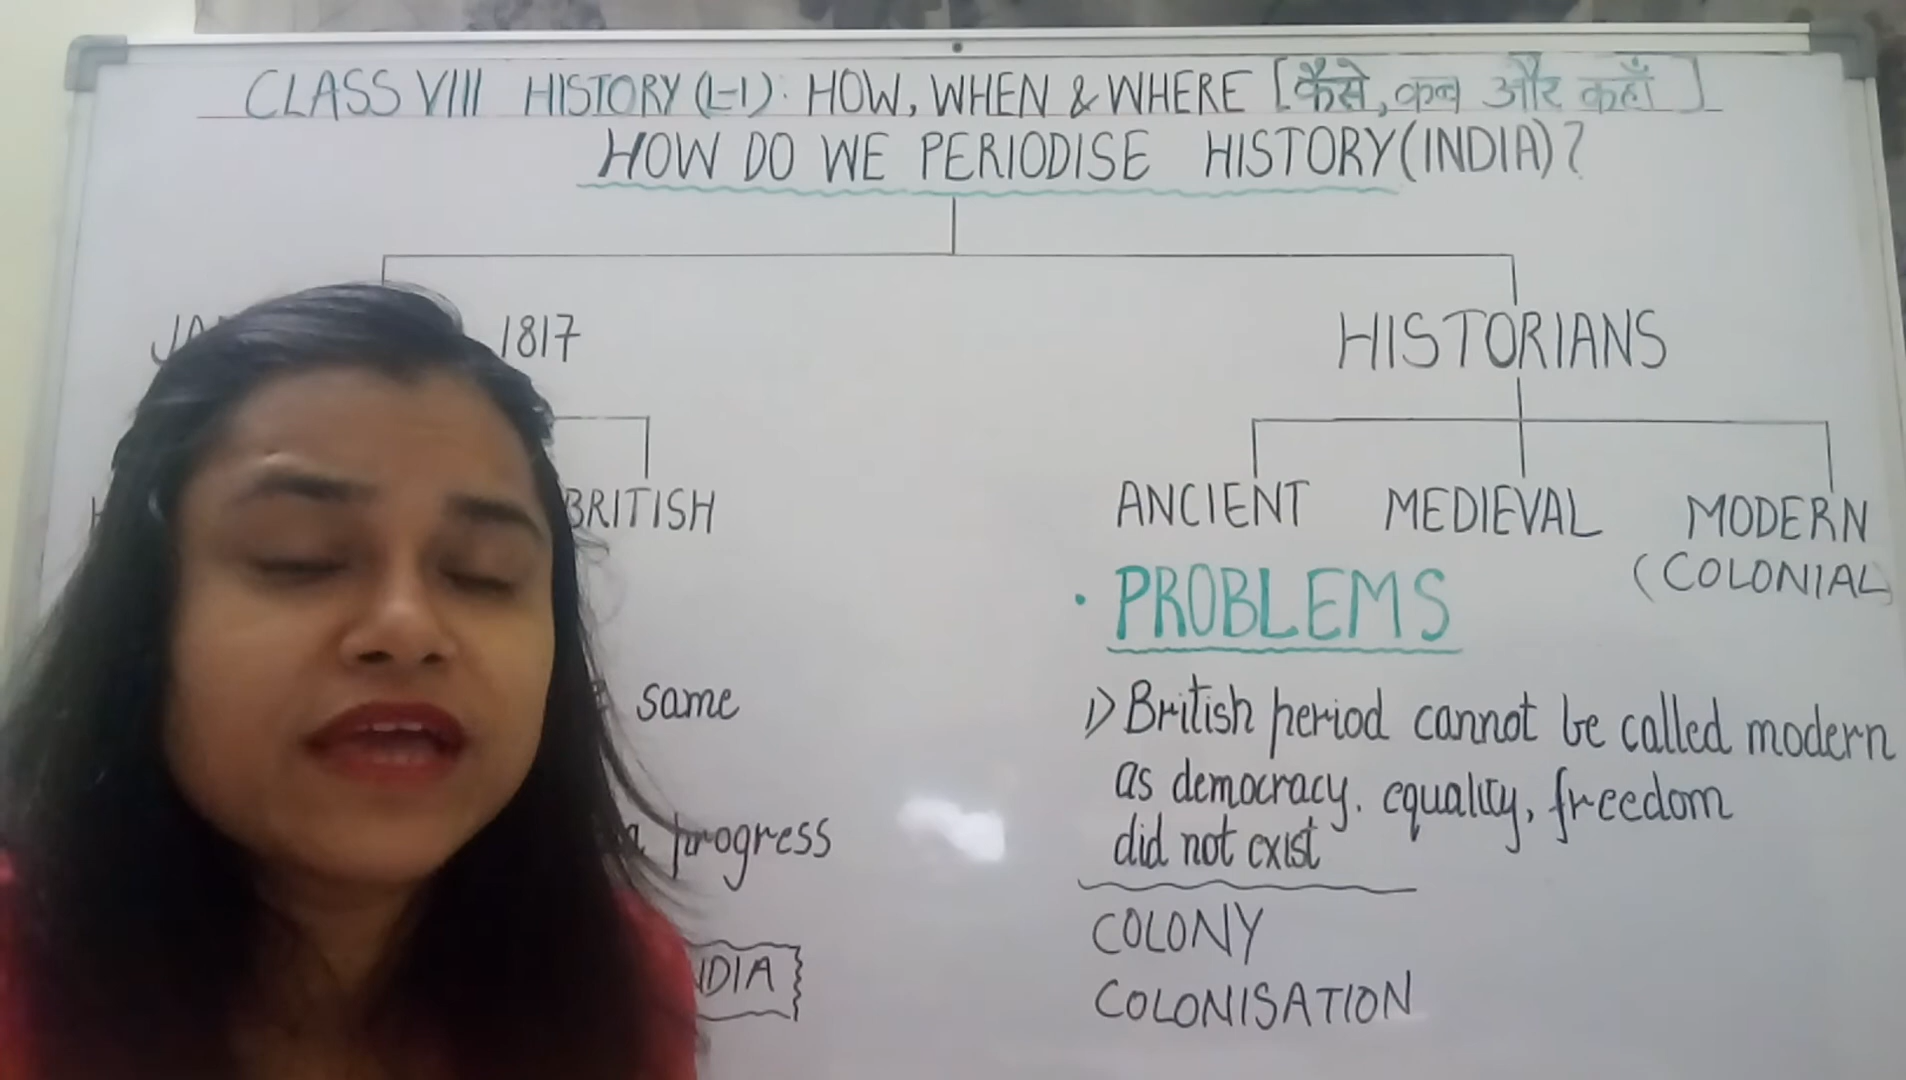 CLASS VIII HISTORY (L-1): HOW, WHEN & WHERE [कैसे, कब और कहाँ]
HOW DO WE PERIODISE HISTORY (INDIA)?
1817
BRITISH
same
progress
HISTORIANS
ANCIENT MEDIEVAL MODERN
(COLONIAL)
• PROBLEMS
1) British period cannot be called modern
as democracy. equality, freedom
did not exist
COLONY
COLONISATION